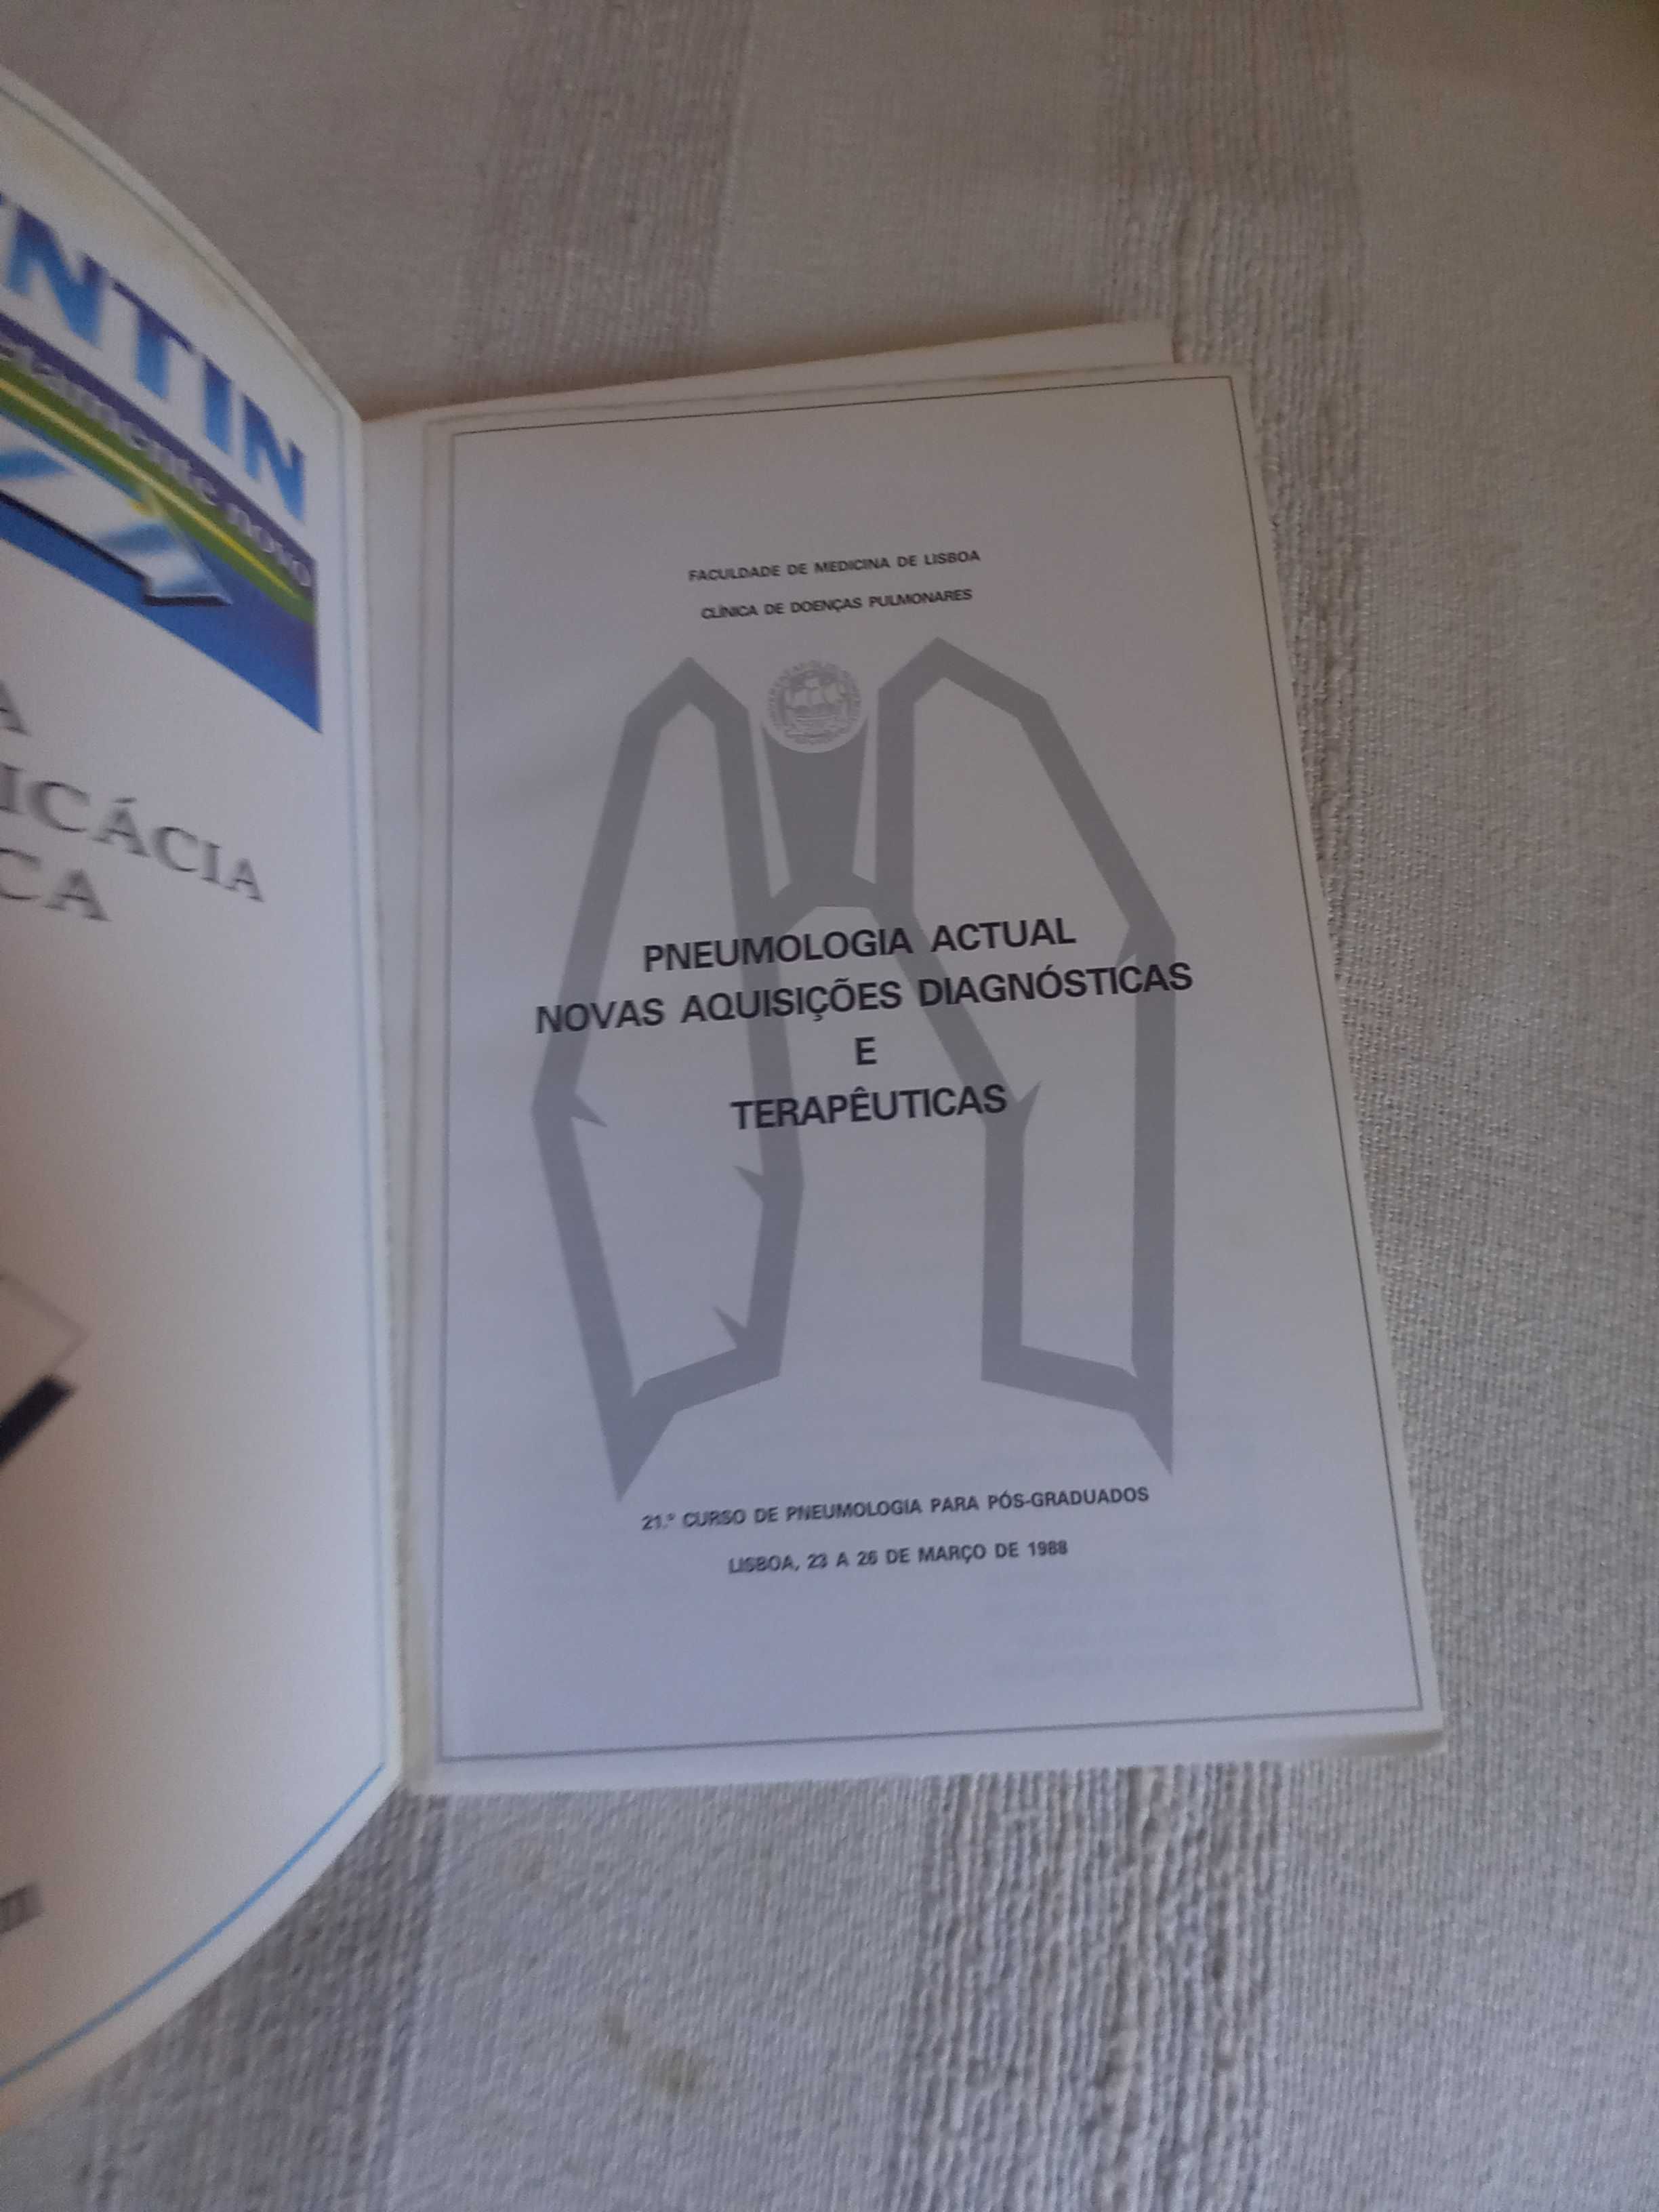 NTIN
novo
A
ICÁCIA
CA
FACULDADE DE MEDICINA DE LISBOA
CLÍNICA DE DOENÇAS PULMONARES
PNEUMOLOGIA ACTUAL
NOVAS AQUISIÇÕES DIAGNÓSTICAS
E
TERAPÊUTICAS
21.º CURSO DE PNEUMOLOGIA PARA PÓS-GRADUADOS
LISBOA, 23 A 26 DE MARÇO DE 1988